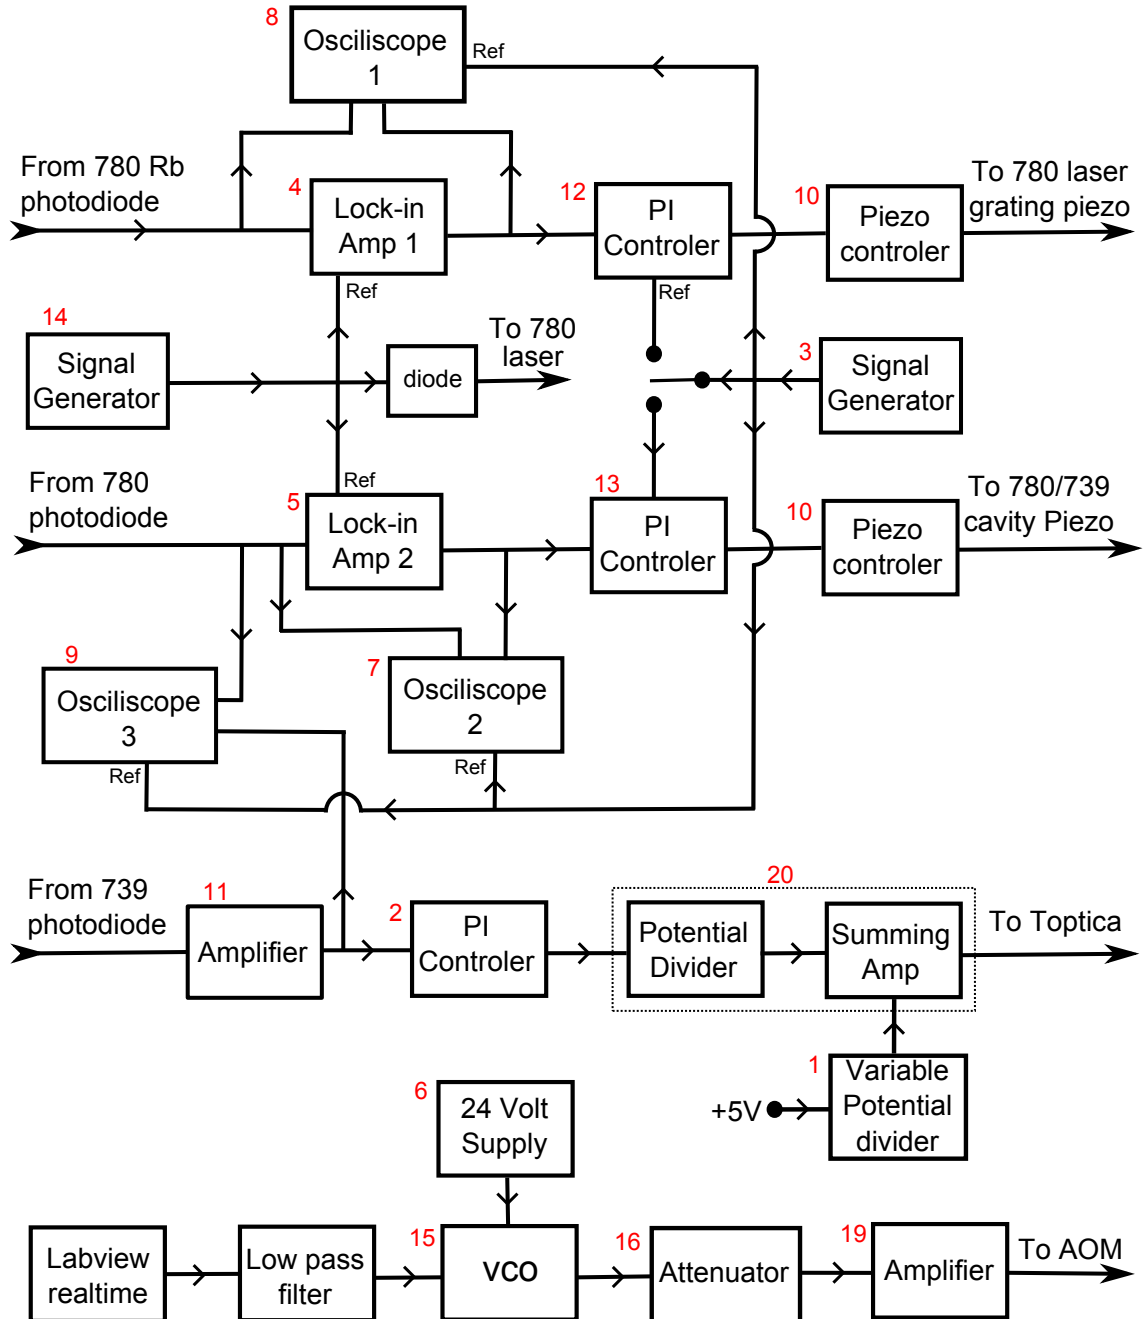 8
Osciliscope
1
Ref
From 780 Rb
photodiode
4
Lock-in
Amp 1
Ref
12
PI
Controler
Ref
10
Piezo
controler
To 780 laser
grating piezo
14
Signal
Generator
diode
To 780
laser
3
Signal
Generator
From 780
photodiode
Ref
5
Lock-in
Amp 2
13
PI
Controler
10
Piezo
controler
To 780/739
cavity Piezo
9
Osciliscope
3
Ref
7
Osciliscope
2
Ref
From 739
photodiode
11
Amplifier
2
PI
Controler
20
Potential
Divider
Summing
Amp
To Toptica
1
Variable
Potential
divider
+5V
6
24 Volt
Supply
Labview
realtime
Low pass
filter
15
VCO
16
Attenuator
19
Amplifier
To AOM